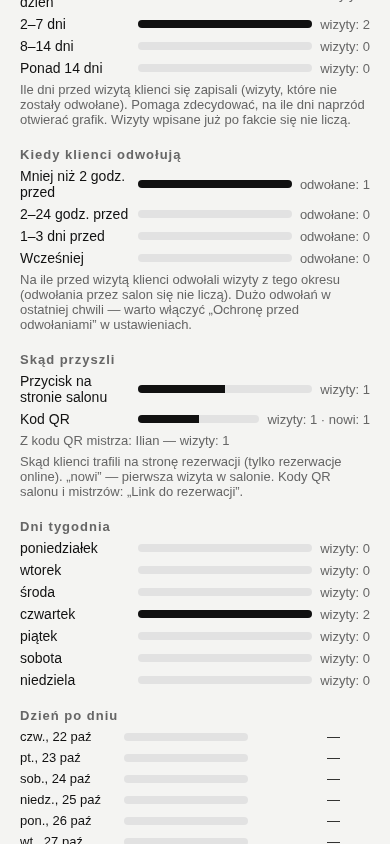 dzień
2–7 dni wizyty: 2
8–14 dni wizyty: 0
Ponad 14 dni wizyty: 0
Ile dni przed wizytą klienci się zapisali (wizyty, które nie
zostały odwołane). Pomaga zdecydować, na ile dni naprzód
otwierać grafik. Wizyty wpisane już po fakcie się nie liczą.
Kiedy klienci odwołują
Mniej niż 2 godz.
przed odwołane: 1
2–24 godz. przed odwołane: 0
1–3 dni przed odwołane: 0
Wcześniej odwołane: 0
Na ile przed wizytą klienci odwołali wizyty z tego okresu
(odwołania przez salon się nie liczą). Dużo odwołań w
ostatniej chwili — warto włączyć „Ochronę przed
odwołaniami” w ustawieniach.
Skąd przyszli
Przycisk na
stronie salonu wizyty: 1
Kod QR wizyty: 1 · nowi: 1
Z kodu QR mistrza: Ilian — wizyty: 1
Skąd klienci trafili na stronę rezerwacji (tylko rezerwacje
online). „nowi” — pierwsza wizyta w salonie. Kody QR
salonu i mistrzów: „Link do rezerwacji”.
Dni tygodnia
poniedziałek wizyty: 0
wtorek wizyty: 0
środa wizyty: 0
czwartek wizyty: 2
piątek wizyty: 0
sobota wizyty: 0
niedziela wizyty: 0
Dzień po dniu
czw., 22 paź —
pt., 23 paź —
sob., 24 paź —
niedz., 25 paź —
pon., 26 paź —
wt., 27 paź —